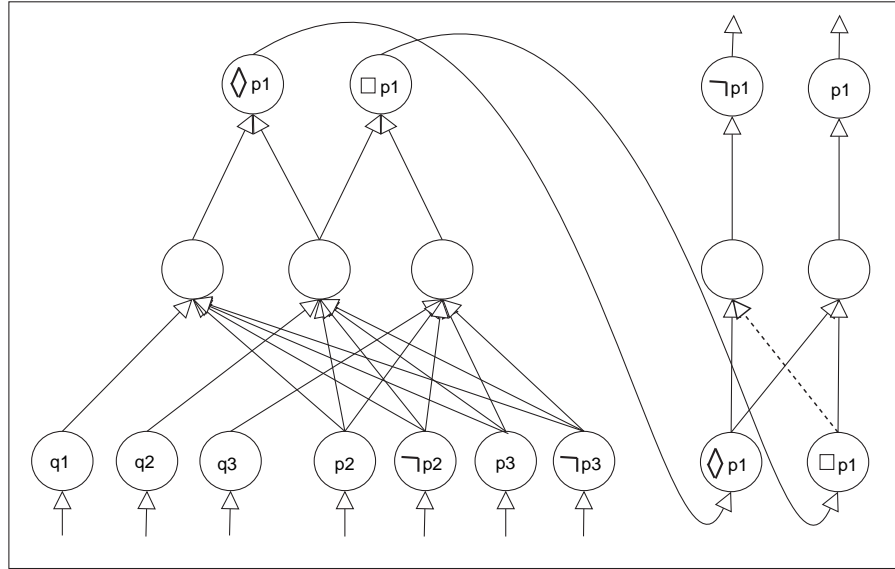 ◊p1 □p1 ¬p1 p1
q1 q2 q3 p2 ¬p2 p3 ¬p3 ◊p1 □p1